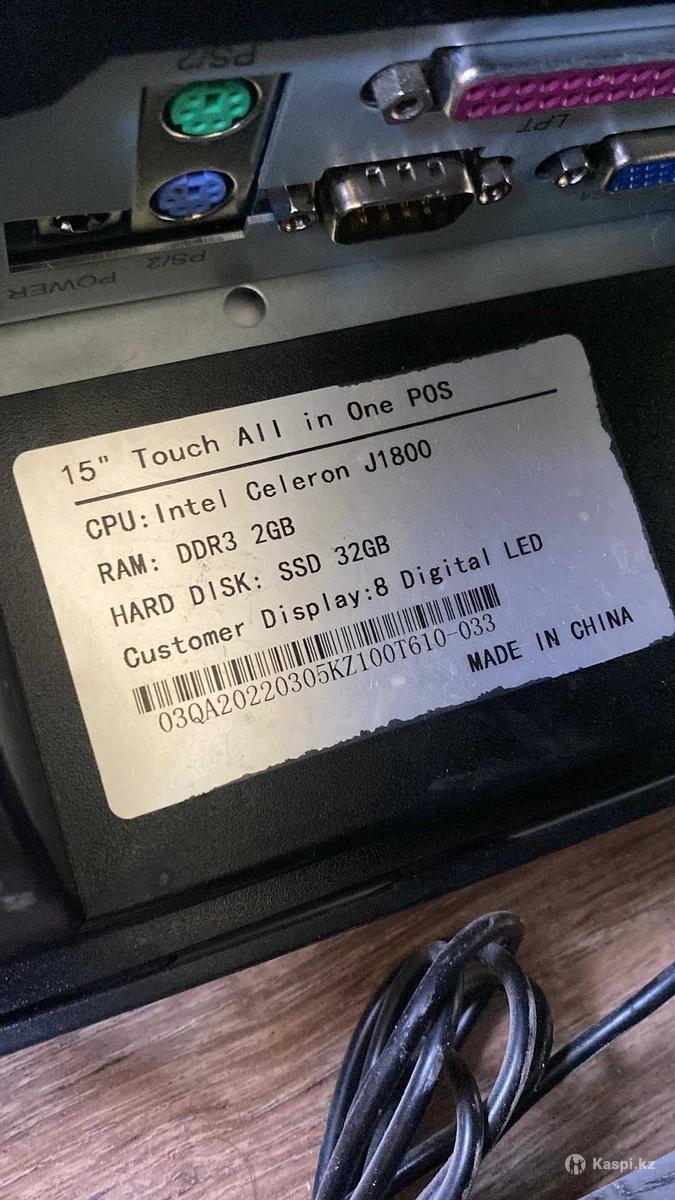 PS/2
LPT
PS/2
POWER
15" Touch All in One POS
CPU:Intel Celeron J1800
RAM: DDR3 2GB
HARD DISK: SSD 32GB
Customer Display:8 Digital LED
03QA20220305KZ100T610-033
MADE IN CHINA
Kaspi.kz